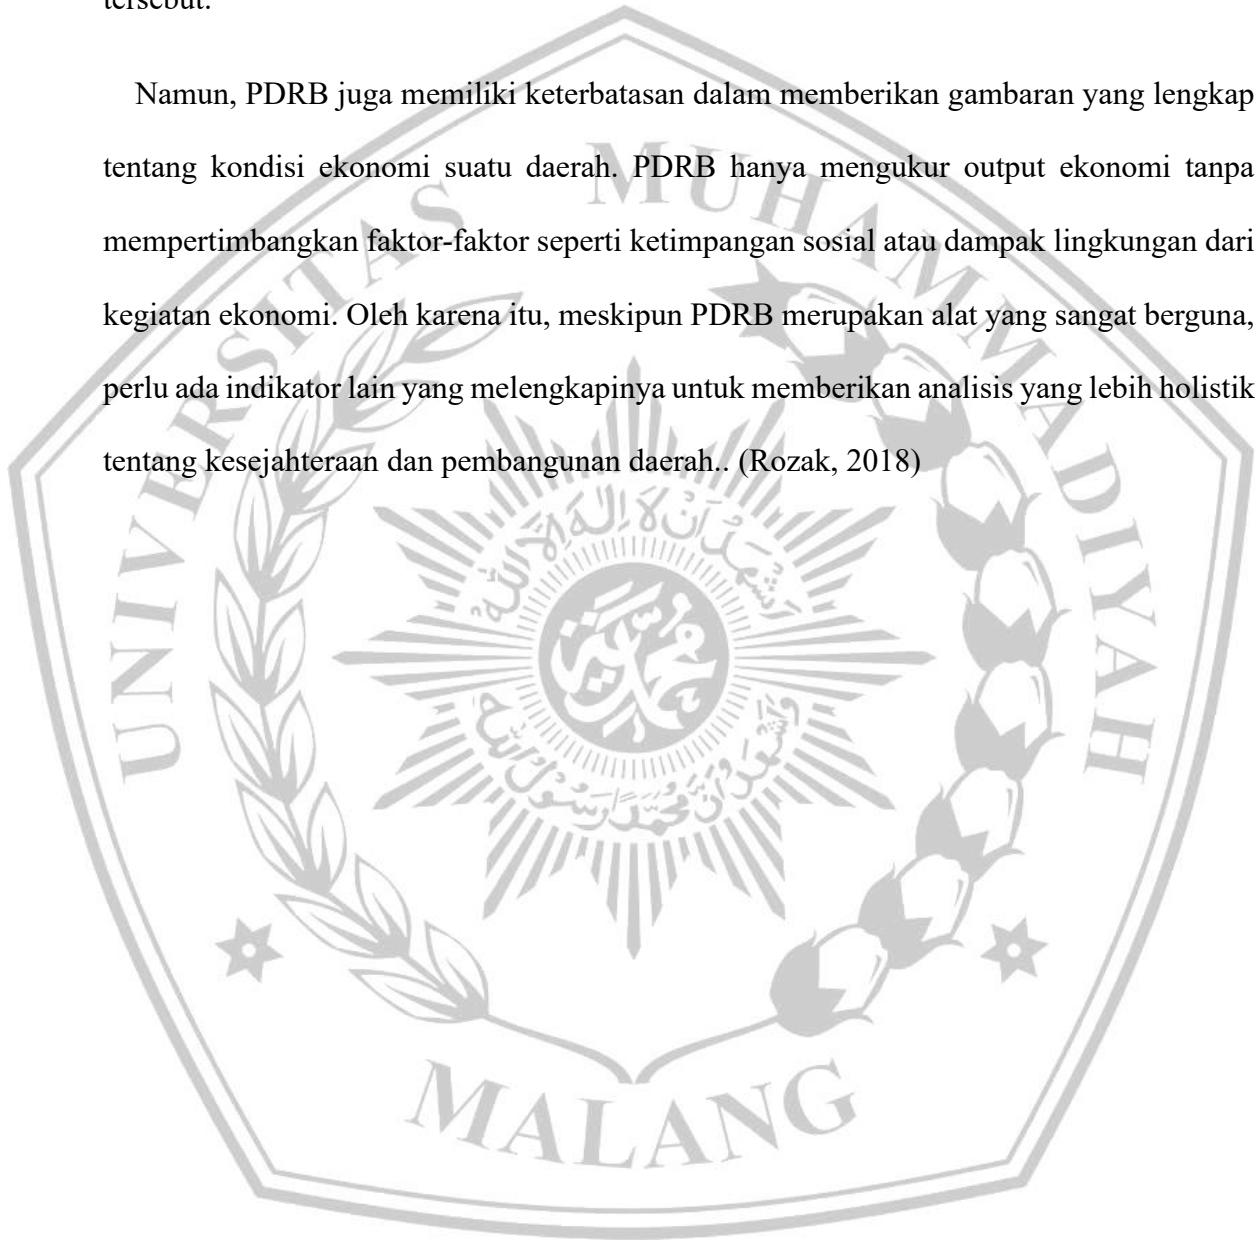 tersebut.
Namun, PDRB juga memiliki keterbatasan dalam memberikan gambaran yang lengkap
tentang kondisi ekonomi suatu daerah. PDRB hanya mengukur output ekonomi tanpa
mempertimbangkan faktor-faktor seperti ketimpangan sosial atau dampak lingkungan dari
kegiatan ekonomi. Oleh karena itu, meskipun PDRB merupakan alat yang sangat berguna,
perlu ada indikator lain yang melengkapinya untuk memberikan analisis yang lebih holistik
tentang kesejahteraan dan pembangunan daerah.. (Rozak, 2018)
UNIVERSITAS MUHAMMADIYAH
MALANG